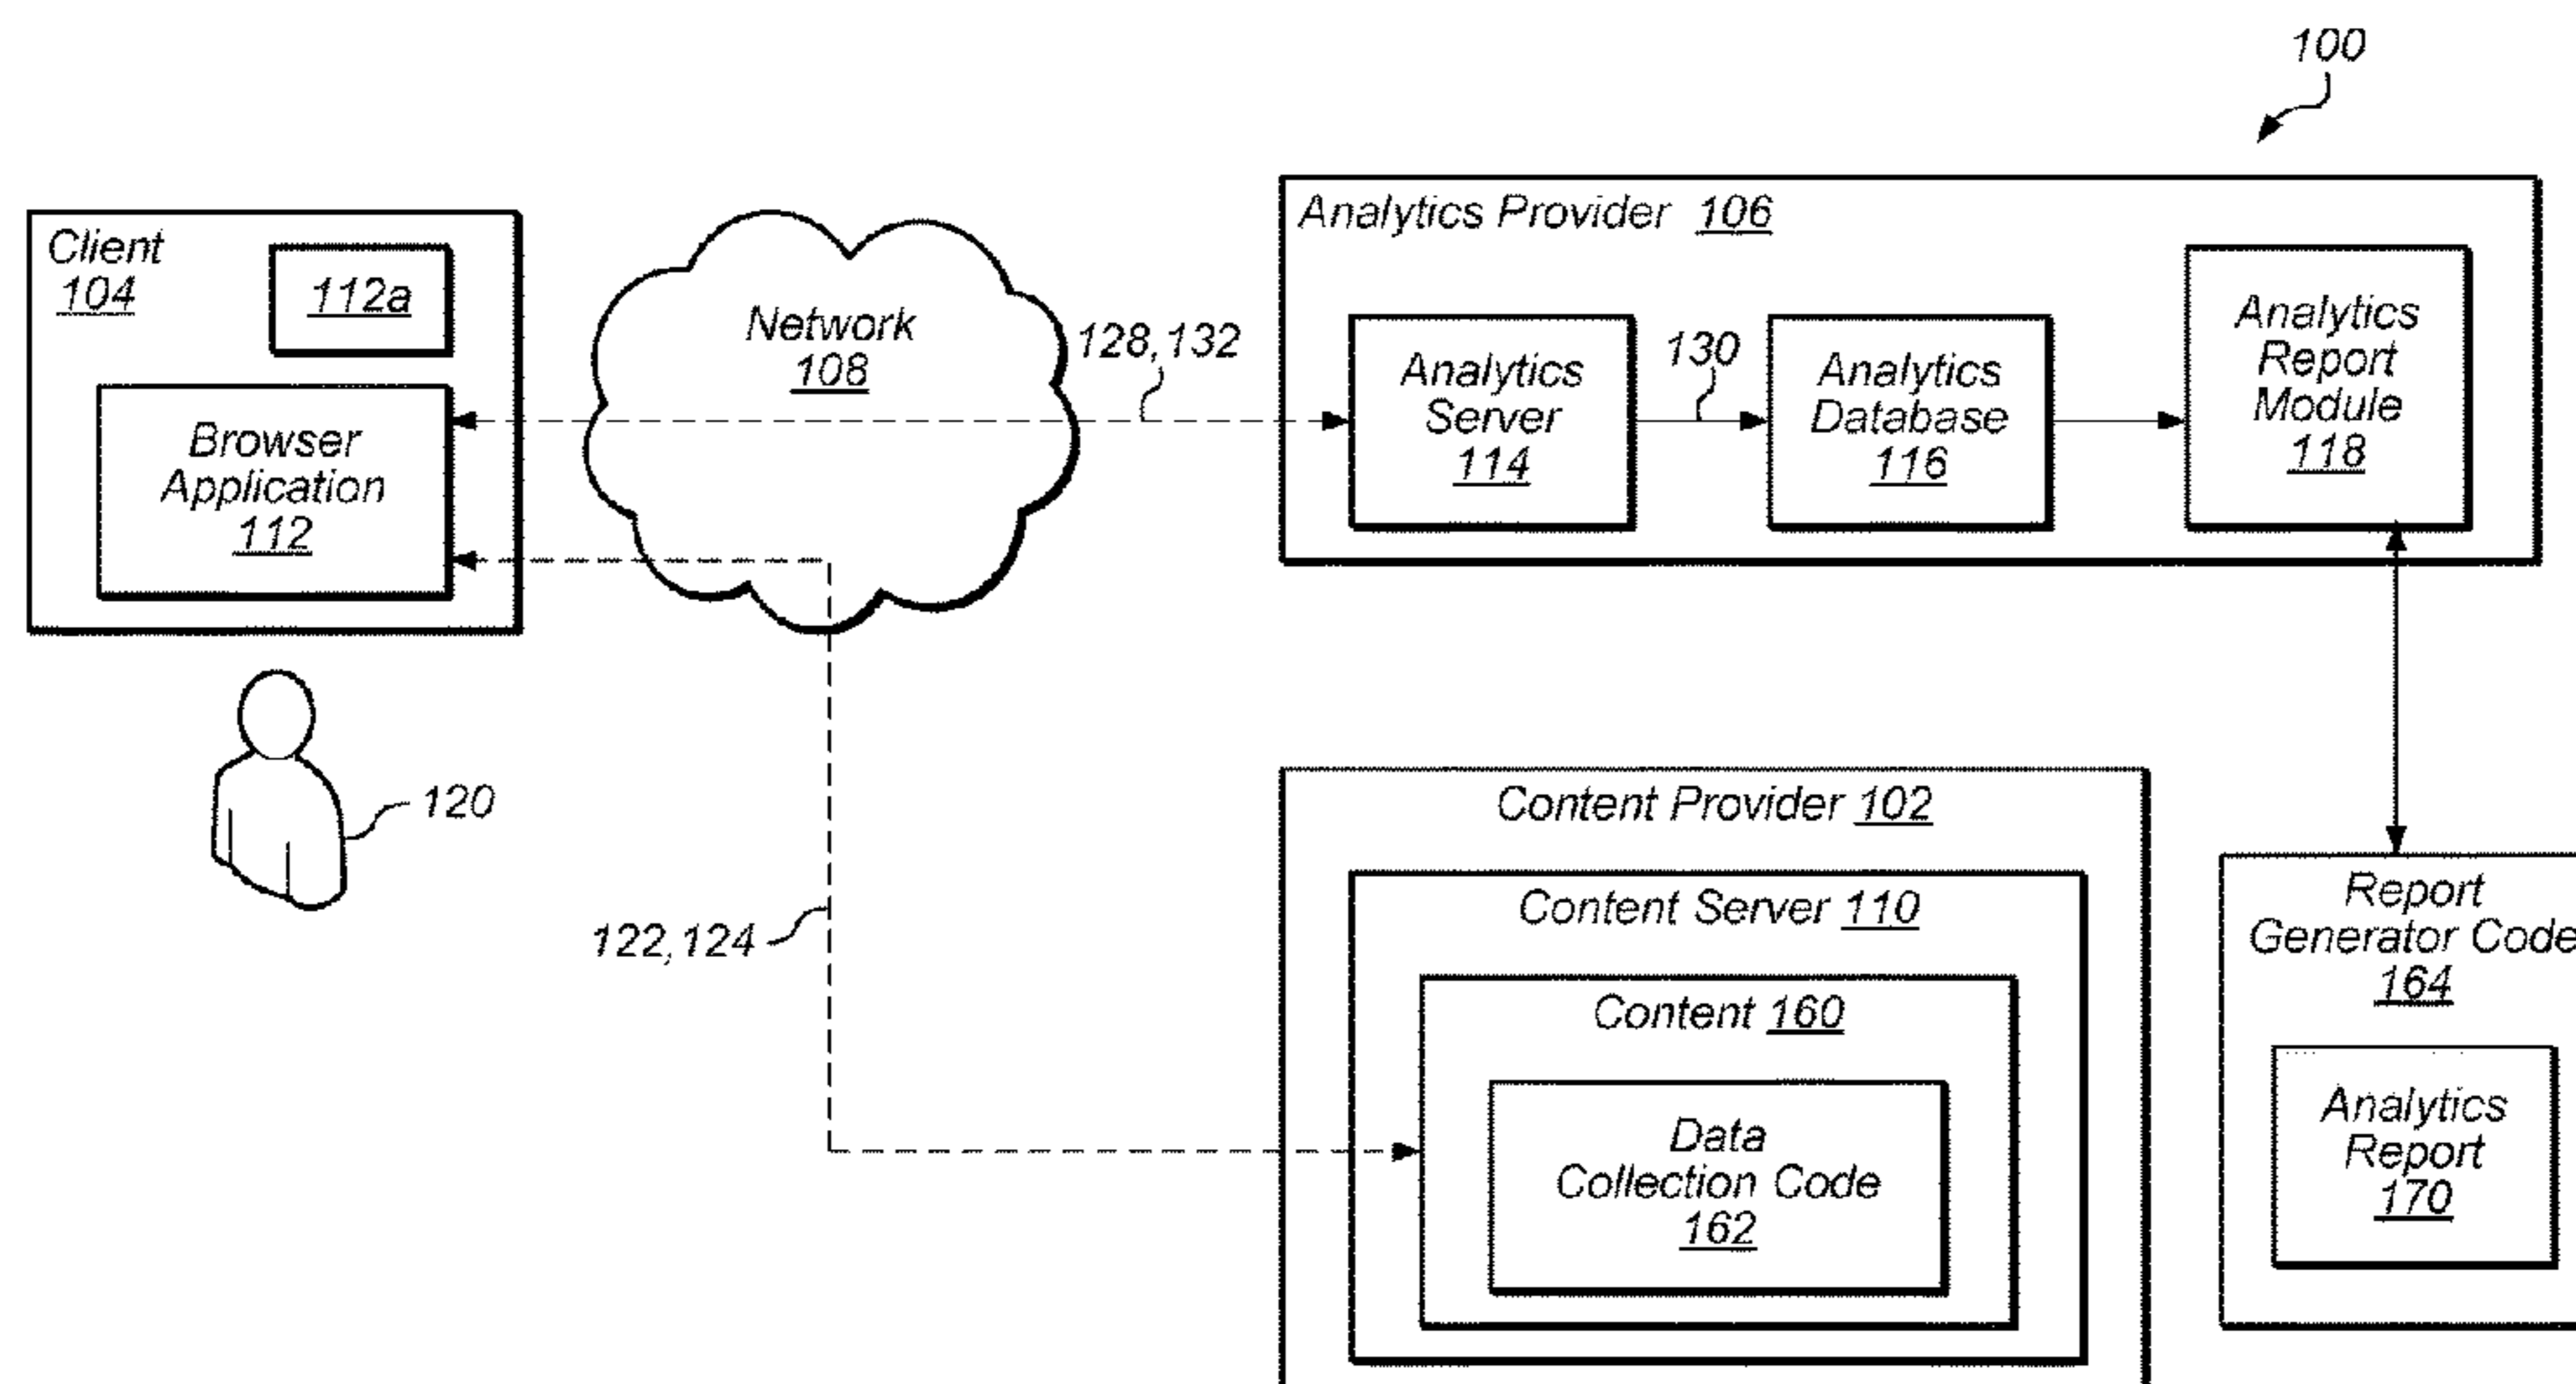 100
Client
104
112a
Browser
Application
112
Network
108
128,132
Analytics Provider 106
Analytics
Server
114
130
Analytics
Database
116
Analytics
Report
Module
118
120
122,124
Content Provider 102
Content Server 110
Content 160
Data
Collection Code
162
Report
Generator Code
164
Analytics
Report
170